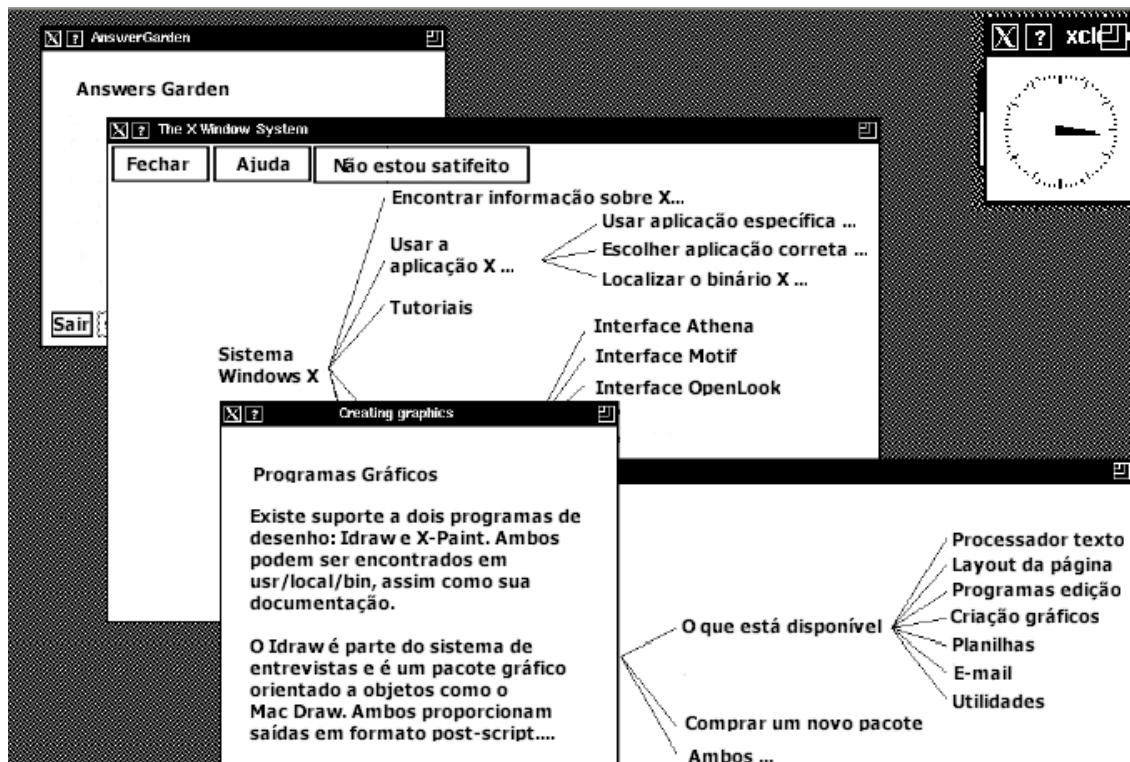 AnswerGarden
Answers Garden
Sair
The X Window System
Fechar
Ajuda
Não estou satifeito
Encontrar informação sobre X...
Usar a
aplicação X ...
Usar aplicação específica ...
Escolher aplicação correta ...
Localizar o binário X ...
Tutoriais
Sistema
Windows X
Interface Athena
Interface Motif
Interface OpenLook
Creating graphics
Programas Gráficos
Existe suporte a dois programas de
desenho: Idraw e X-Paint. Ambos
podem ser encontrados em
usr/local/bin, assim como sua
documentação.
O Idraw é parte do sistema de
entrevistas e é um pacote gráfico
orientado a objetos como o
Mac Draw. Ambos proporcionam
saídas em formato post-script....
O que está disponível
Processador texto
Layout da página
Programas edição
Criação gráficos
Planilhas
E-mail
Utilidades
Comprar um novo pacote
Ambos ...